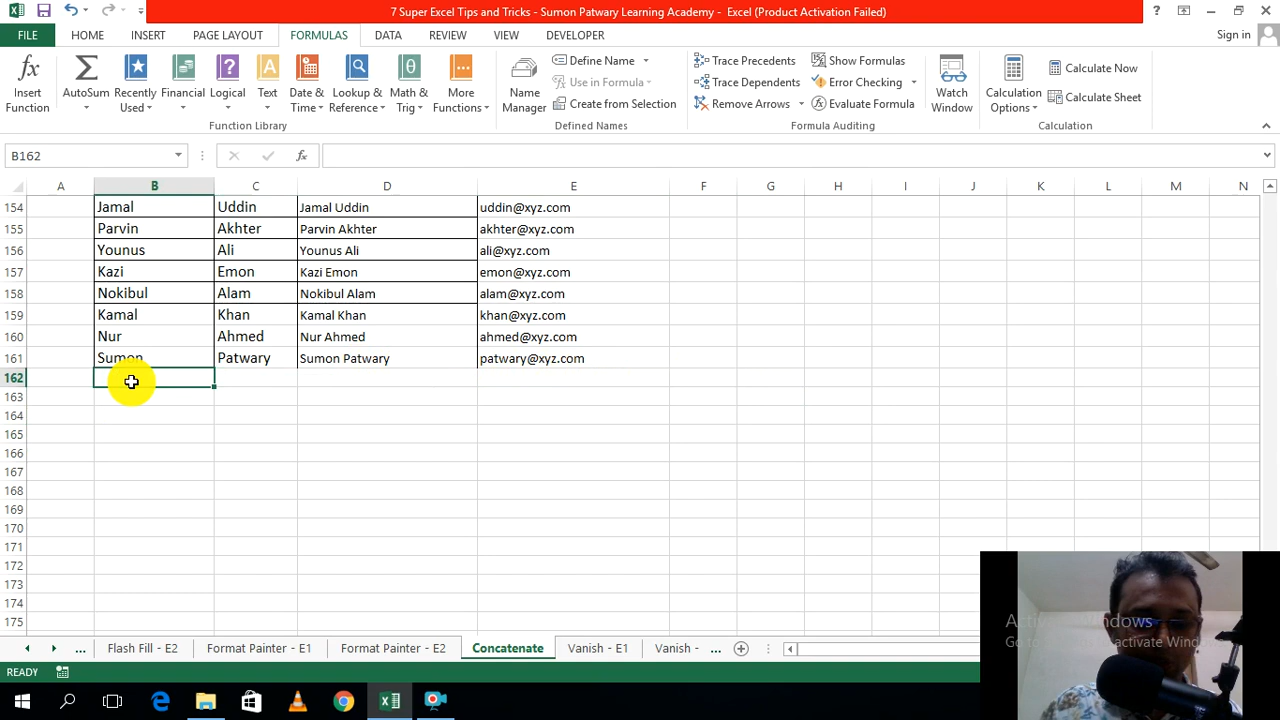 7 Super Excel Tips and Tricks - Sumon Patwary Learning Academy - Excel (Product Activation Failed)
FILE HOME INSERT PAGE LAYOUT FORMULAS DATA REVIEW VIEW DEVELOPER Sign in
Insert Function
AutoSum
Recently Used
Financial
Logical
Text
Date & Time
Lookup & Reference
Math & Trig
More Functions
Function Library
Name Manager
Define Name
Use in Formula
Create from Selection
Defined Names
Trace Precedents
Trace Dependents
Remove Arrows
Show Formulas
Error Checking
Evaluate Formula
Formula Auditing
Watch Window
Calculation Options
Calculate Now
Calculate Sheet
Calculation
B162 fx
A B C D E F G H I J K L M N
154 Jamal Uddin Jamal Uddin uddin@xyz.com
155 Parvin Akhter Parvin Akhter akhter@xyz.com
156 Younus Ali Younus Ali ali@xyz.com
157 Kazi Emon Kazi Emon emon@xyz.com
158 Nokibul Alam Nokibul Alam alam@xyz.com
159 Kamal Khan Kamal Khan khan@xyz.com
160 Nur Ahmed Nur Ahmed ahmed@xyz.com
161 Sumon Patwary Sumon Patwary patwary@xyz.com
162
163
164
165
166
167
168
169
170
171
172
173
174
175
... Flash Fill - E2 Format Painter - E1 Format Painter - E2 Concatenate Vanish - E1 Vanish - ...
READY
Activate Windows
Go to activate Windows